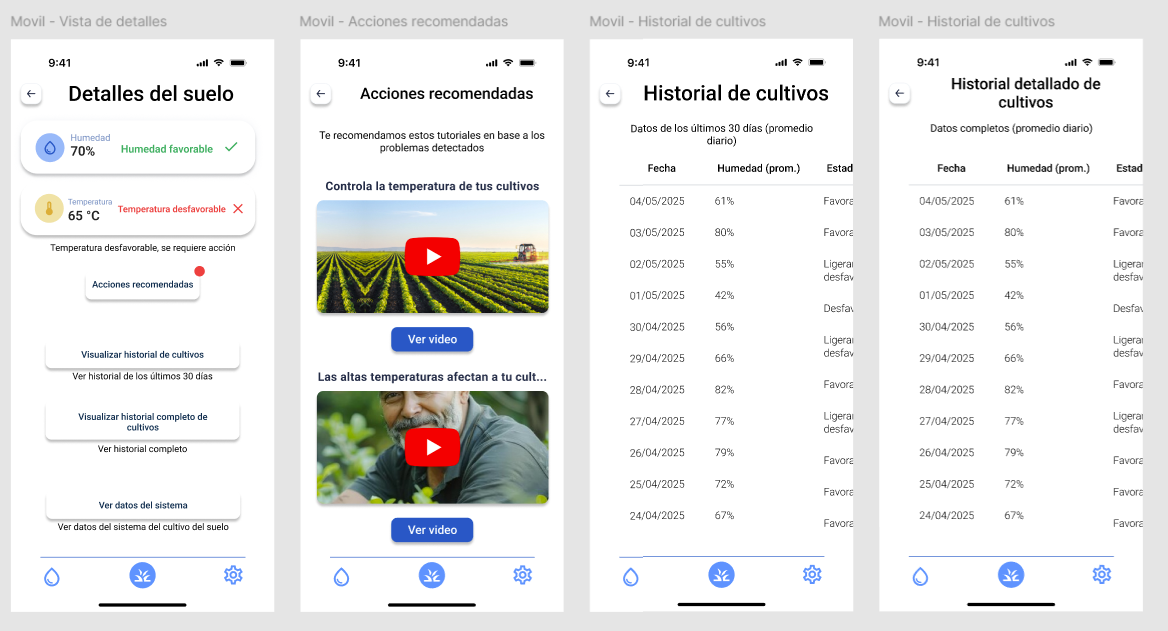 Movil - Vista de detalles
9:41
Detalles del suelo
Humedad
70%
Humedad favorable
Temperatura
65 °C
Temperatura desfavorable
Temperatura desfavorable, se requiere acción
Acciones recomendadas
Visualizar historial de cultivos
Ver historial de los últimos 30 días
Visualizar historial completo de
cultivos
Ver historial completo
Ver datos del sistema
Ver datos del sistema del cultivo del suelo
Movil - Acciones recomendadas
9:41
Acciones recomendadas
Te recomendamos estos tutoriales en base a los
problemas detectados
Controla la temperatura de tus cultivos
Ver video
Las altas temperaturas afectan a tu cult...
Ver video
Movil - Historial de cultivos
9:41
Historial de cultivos
Datos de los últimos 30 días (promedio
diario)
Fecha Humedad (prom.) Estad
04/05/2025 61% Favora
03/05/2025 80% Favora
02/05/2025 55% Ligerar
desfav
01/05/2025 42% Desfav
30/04/2025 56% Ligerar
desfav
29/04/2025 66% Favora
28/04/2025 82% Ligerar
desfav
27/04/2025 77% Favora
26/04/2025 79% Favora
25/04/2025 72% Favora
24/04/2025 67%
Movil - Historial de cultivos
9:41
Historial detallado de
cultivos
Datos completos (promedio diario)
Fecha Humedad (prom.) Estad
04/05/2025 61% Favora
03/05/2025 80% Favora
02/05/2025 55% Ligerar
desfav
01/05/2025 42% Desfav
30/04/2025 56% Ligerar
desfav
29/04/2025 66% Favora
28/04/2025 82% Ligerar
desfav
27/04/2025 77% Favora
26/04/2025 79% Favora
25/04/2025 72% Favora
24/04/2025 67%